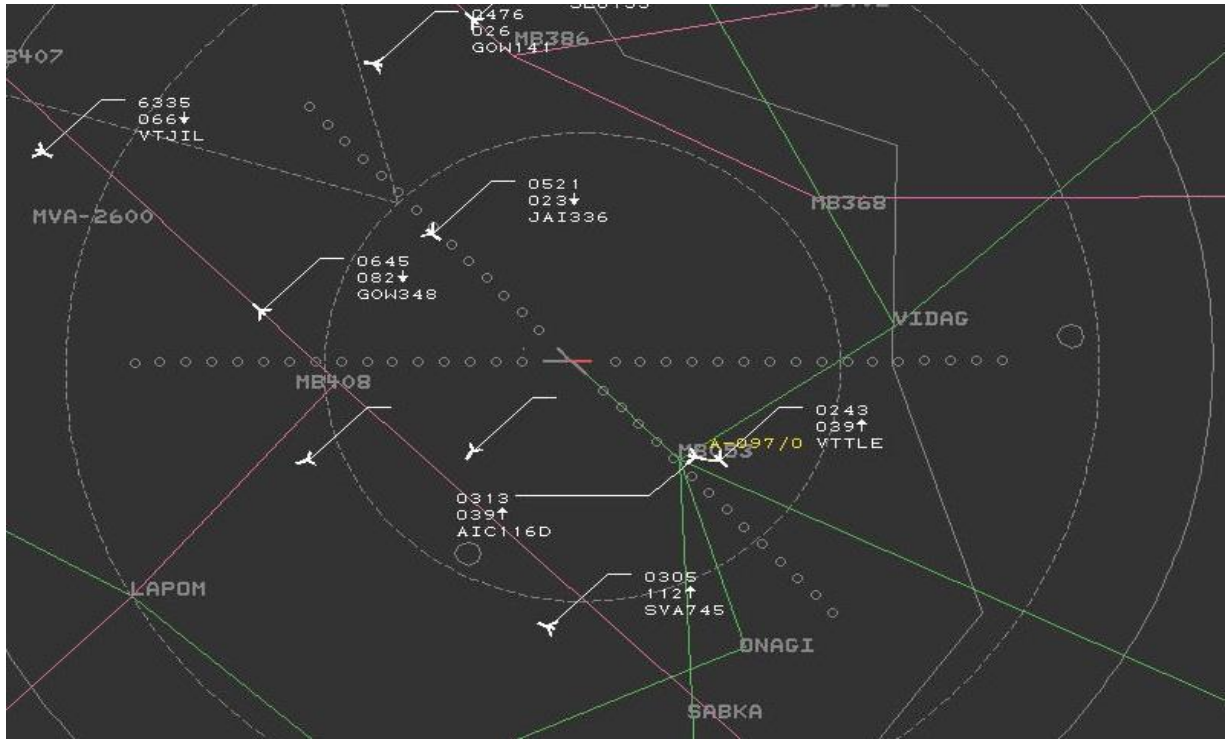 0476
026
GOW141
MB386
B407
6335
066↓
VTJIL
0521
023↓
JAI336
MB368
MVA-2600
0645
082↓
GOW348
VIDAG
MB408
0243
039↑
A-097/0 VTTLE
0313
039↑
AIC116D
0305
112↑
SVA745
LAPOM
ONAGI
SABKA